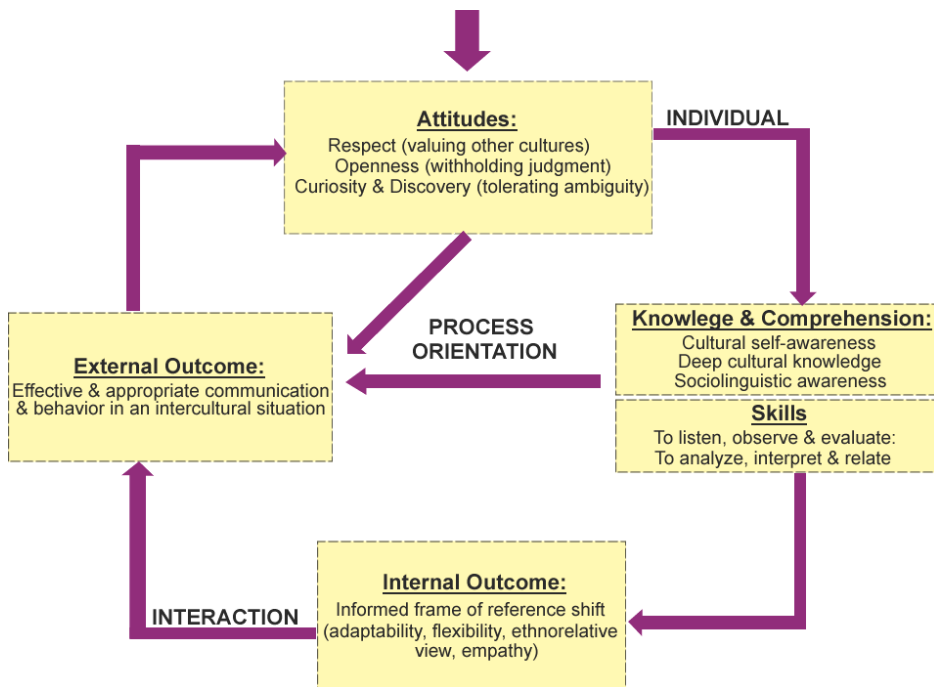 Attitudes:
Respect (valuing other cultures)
Openness (withholding judgment)
Curiosity & Discovery (tolerating ambiguity)
INDIVIDUAL
Knowlege & Comprehension:
Cultural self-awareness
Deep cultural knowledge
Sociolinguistic awareness
Skills
To listen, observe & evaluate:
To analyze, interpret & relate
PROCESS
ORIENTATION
External Outcome:
Effective & appropriate communication
& behavior in an intercultural situation
Internal Outcome:
Informed frame of reference shift
(adaptability, flexibility, ethnorelative
view, empathy)
INTERACTION